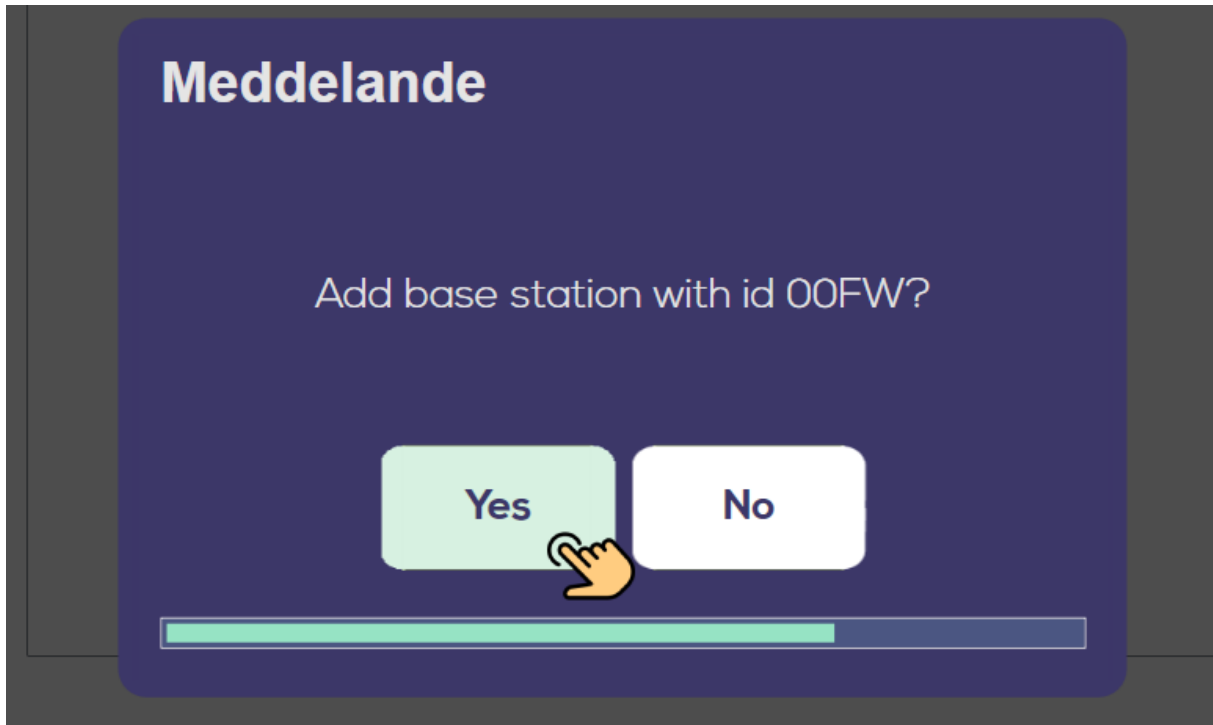 Meddelande
Add base station with id 00FW?
Yes
No